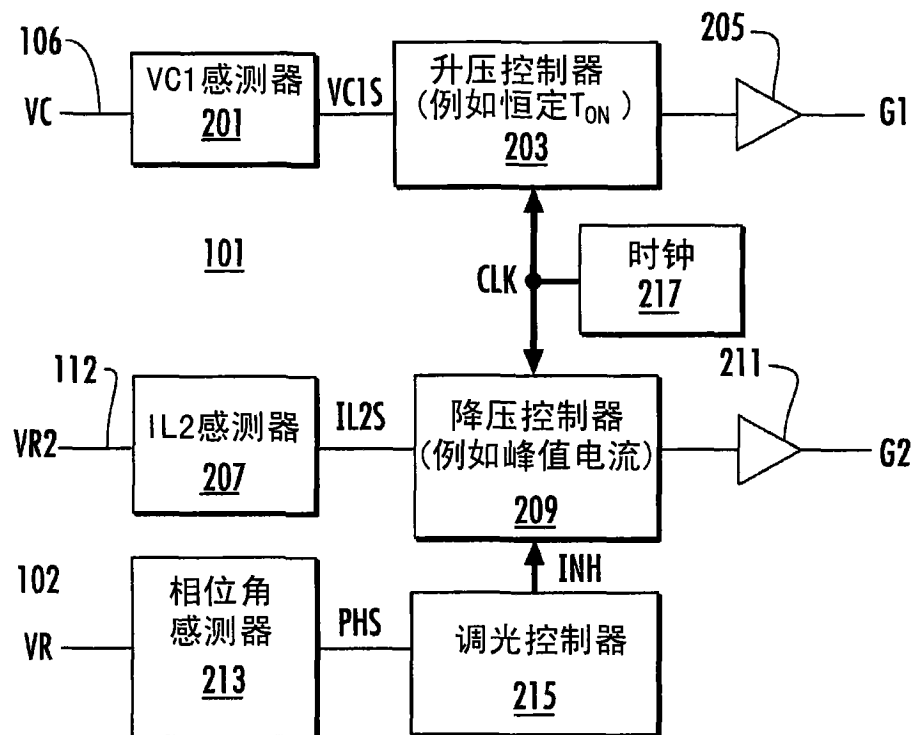 106
205
VC
VC1感测器
201
VC1S
升压控制器
(例如恒定TON)
203
G1
101
CLK
时钟
217
112
211
VR2
IL2感测器
207
IL2S
降压控制器
(例如峰值电流)
209
G2
102
INH
VR
相位角
感测器
213
PHS
调光控制器
215